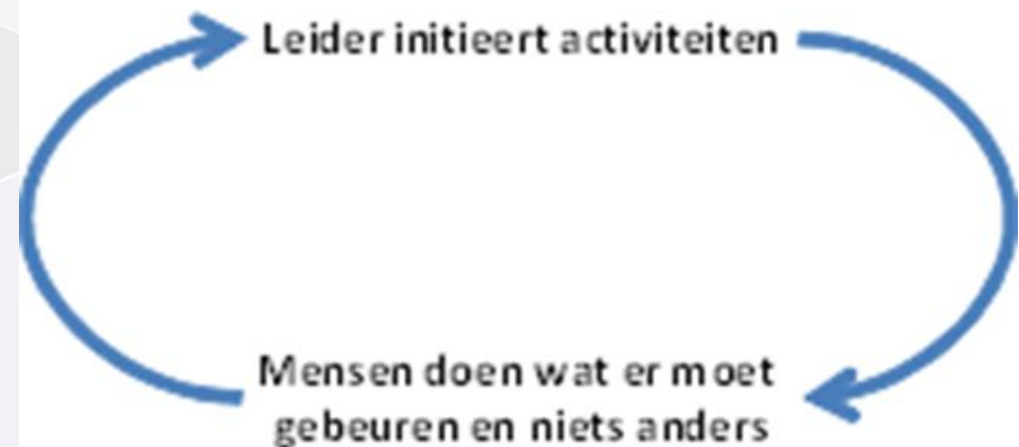 Leider initieert activiteiten
Mensen doen wat er moet
gebeuren en niets anders